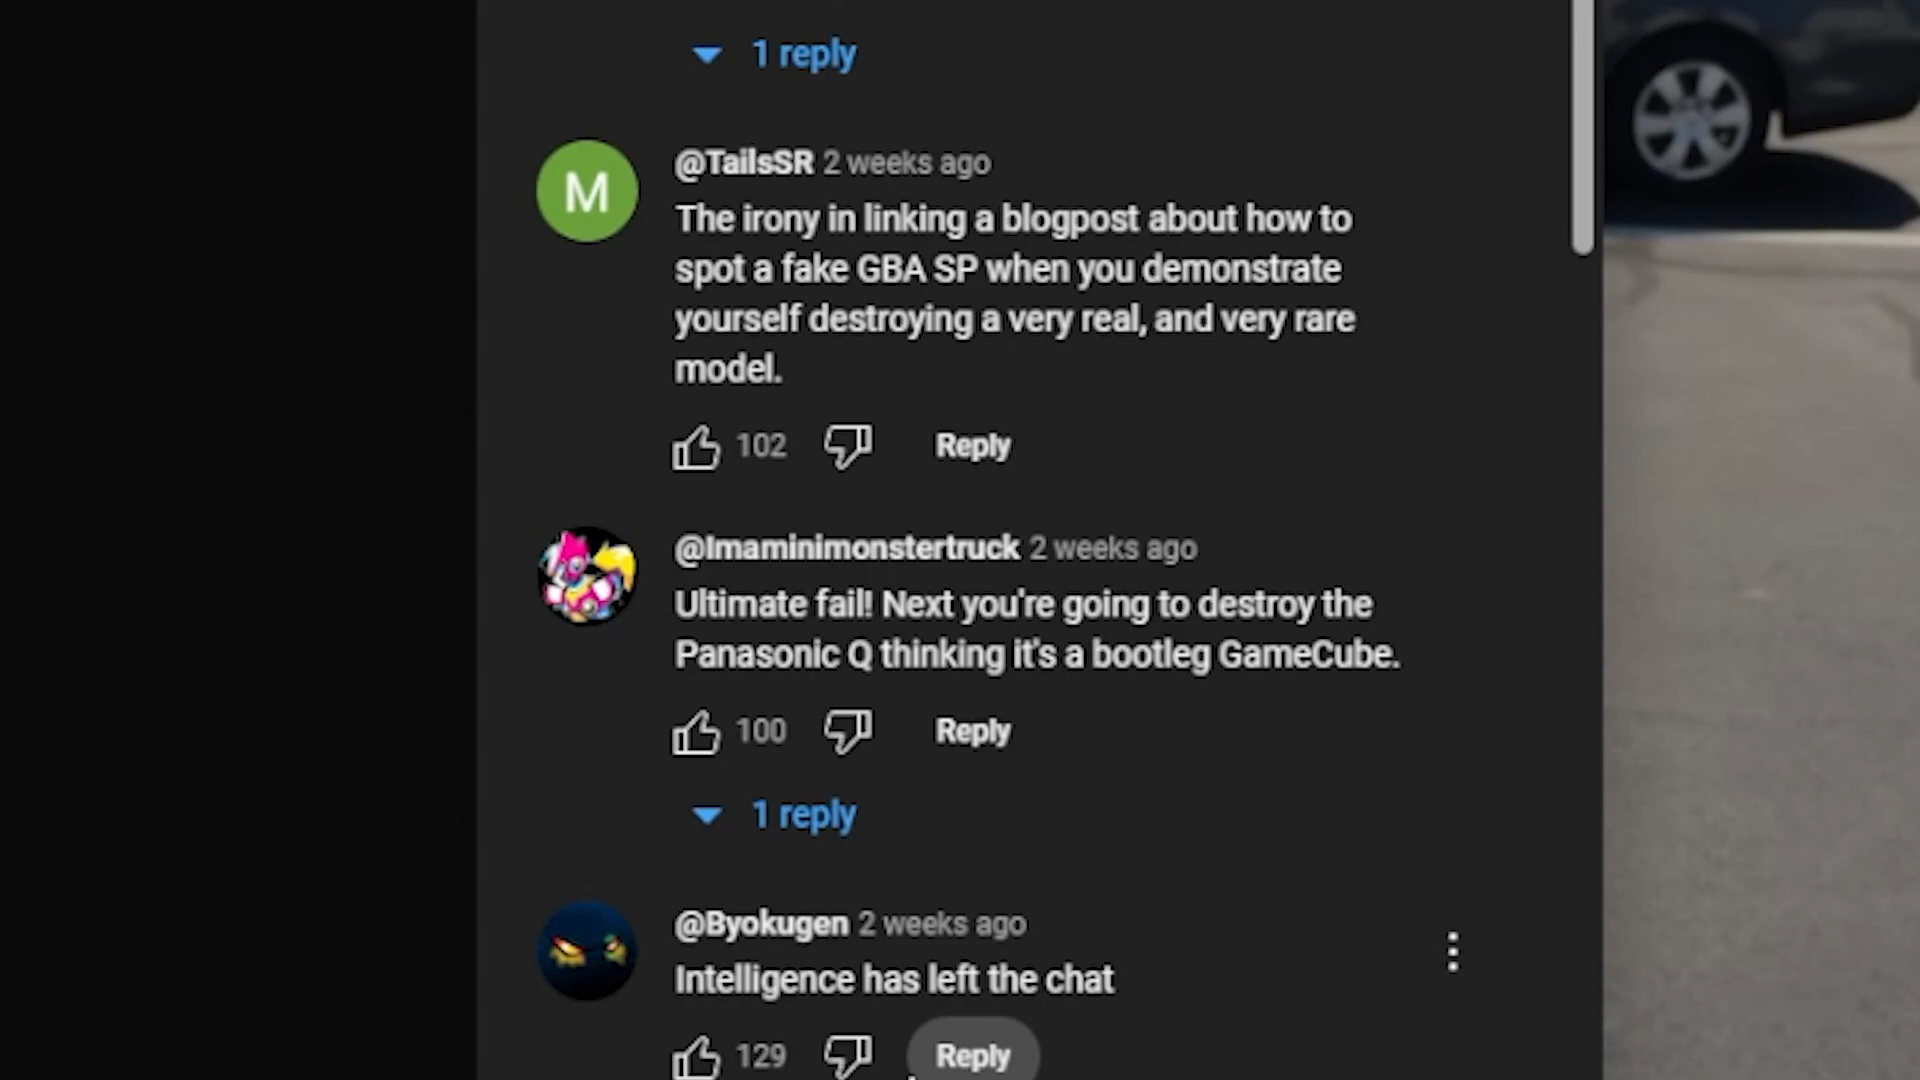 1 reply
M
@TailsSR 2 weeks ago
The irony in linking a blogpost about how to
spot a fake GBA SP when you demonstrate
yourself destroying a very real, and very rare
model.
102 Reply
@Imaminimonstertruck 2 weeks ago
Ultimate fail! Next you're going to destroy the
Panasonic Q thinking it's a bootleg GameCube.
100 Reply
1 reply
@Byokugen 2 weeks ago
Intelligence has left the chat
129 Reply